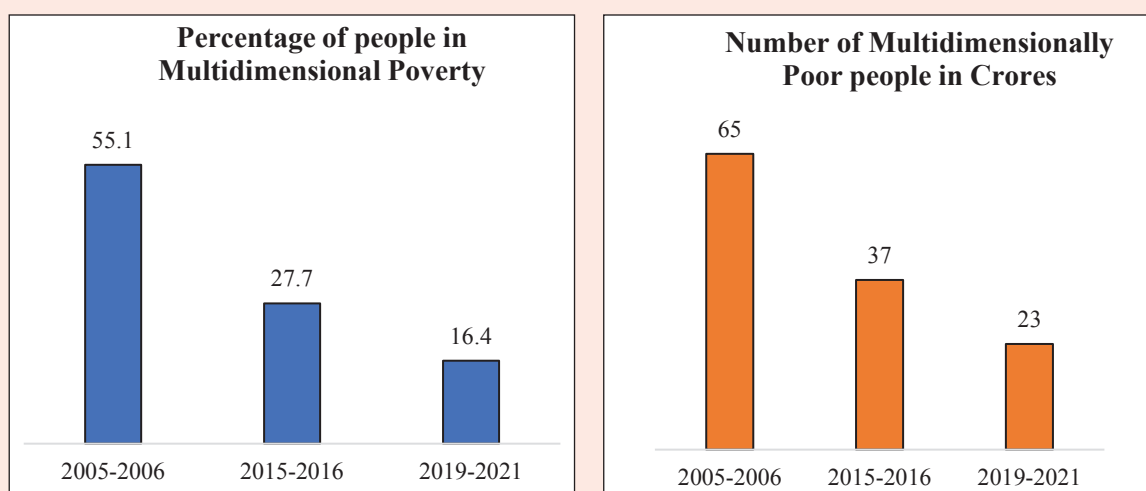 Percentage of people in
Multidimensional Poverty
55.1
27.7
16.4
2005-2006 2015-2016 2019-2021
Number of Multidimensionally
Poor people in Crores
65
37
23
2005-2006 2015-2016 2019-2021